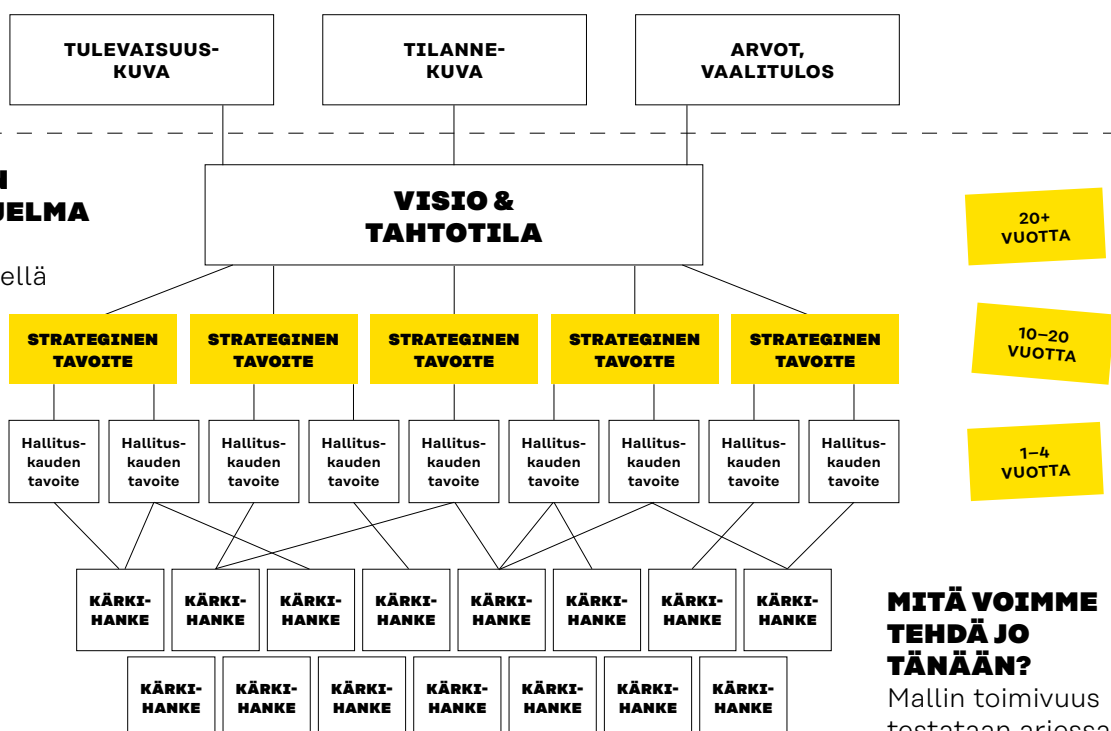 TULEVAISUUS-
KUVA
TILANNE-
KUVA
ARVOT,
VAALITULOS
VISIO &
TAHTOTILA
20+
VUOTTA
STRATEGINEN
TAVOITE
STRATEGINEN
TAVOITE
STRATEGINEN
TAVOITE
STRATEGINEN
TAVOITE
STRATEGINEN
TAVOITE
10–20
VUOTTA
Hallitus-
kauden
tavoite
Hallitus-
kauden
tavoite
Hallitus-
kauden
tavoite
Hallitus-
kauden
tavoite
Hallitus-
kauden
tavoite
Hallitus-
kauden
tavoite
Hallitus-
kauden
tavoite
Hallitus-
kauden
tavoite
Hallitus-
kauden
tavoite
1–4
VUOTTA
KÄRKI-
HANKE
KÄRKI-
HANKE
KÄRKI-
HANKE
KÄRKI-
HANKE
KÄRKI-
HANKE
KÄRKI-
HANKE
KÄRKI-
HANKE
KÄRKI-
HANKE
KÄRKI-
HANKE
KÄRKI-
HANKE
KÄRKI-
HANKE
KÄRKI-
HANKE
KÄRKI-
HANKE
KÄRKI-
HANKE
KÄRKI-
HANKE
MITÄ VOIMME
TEHDÄ JO
TÄNÄÄN?
Mallin toimivuus
testataan arjessa